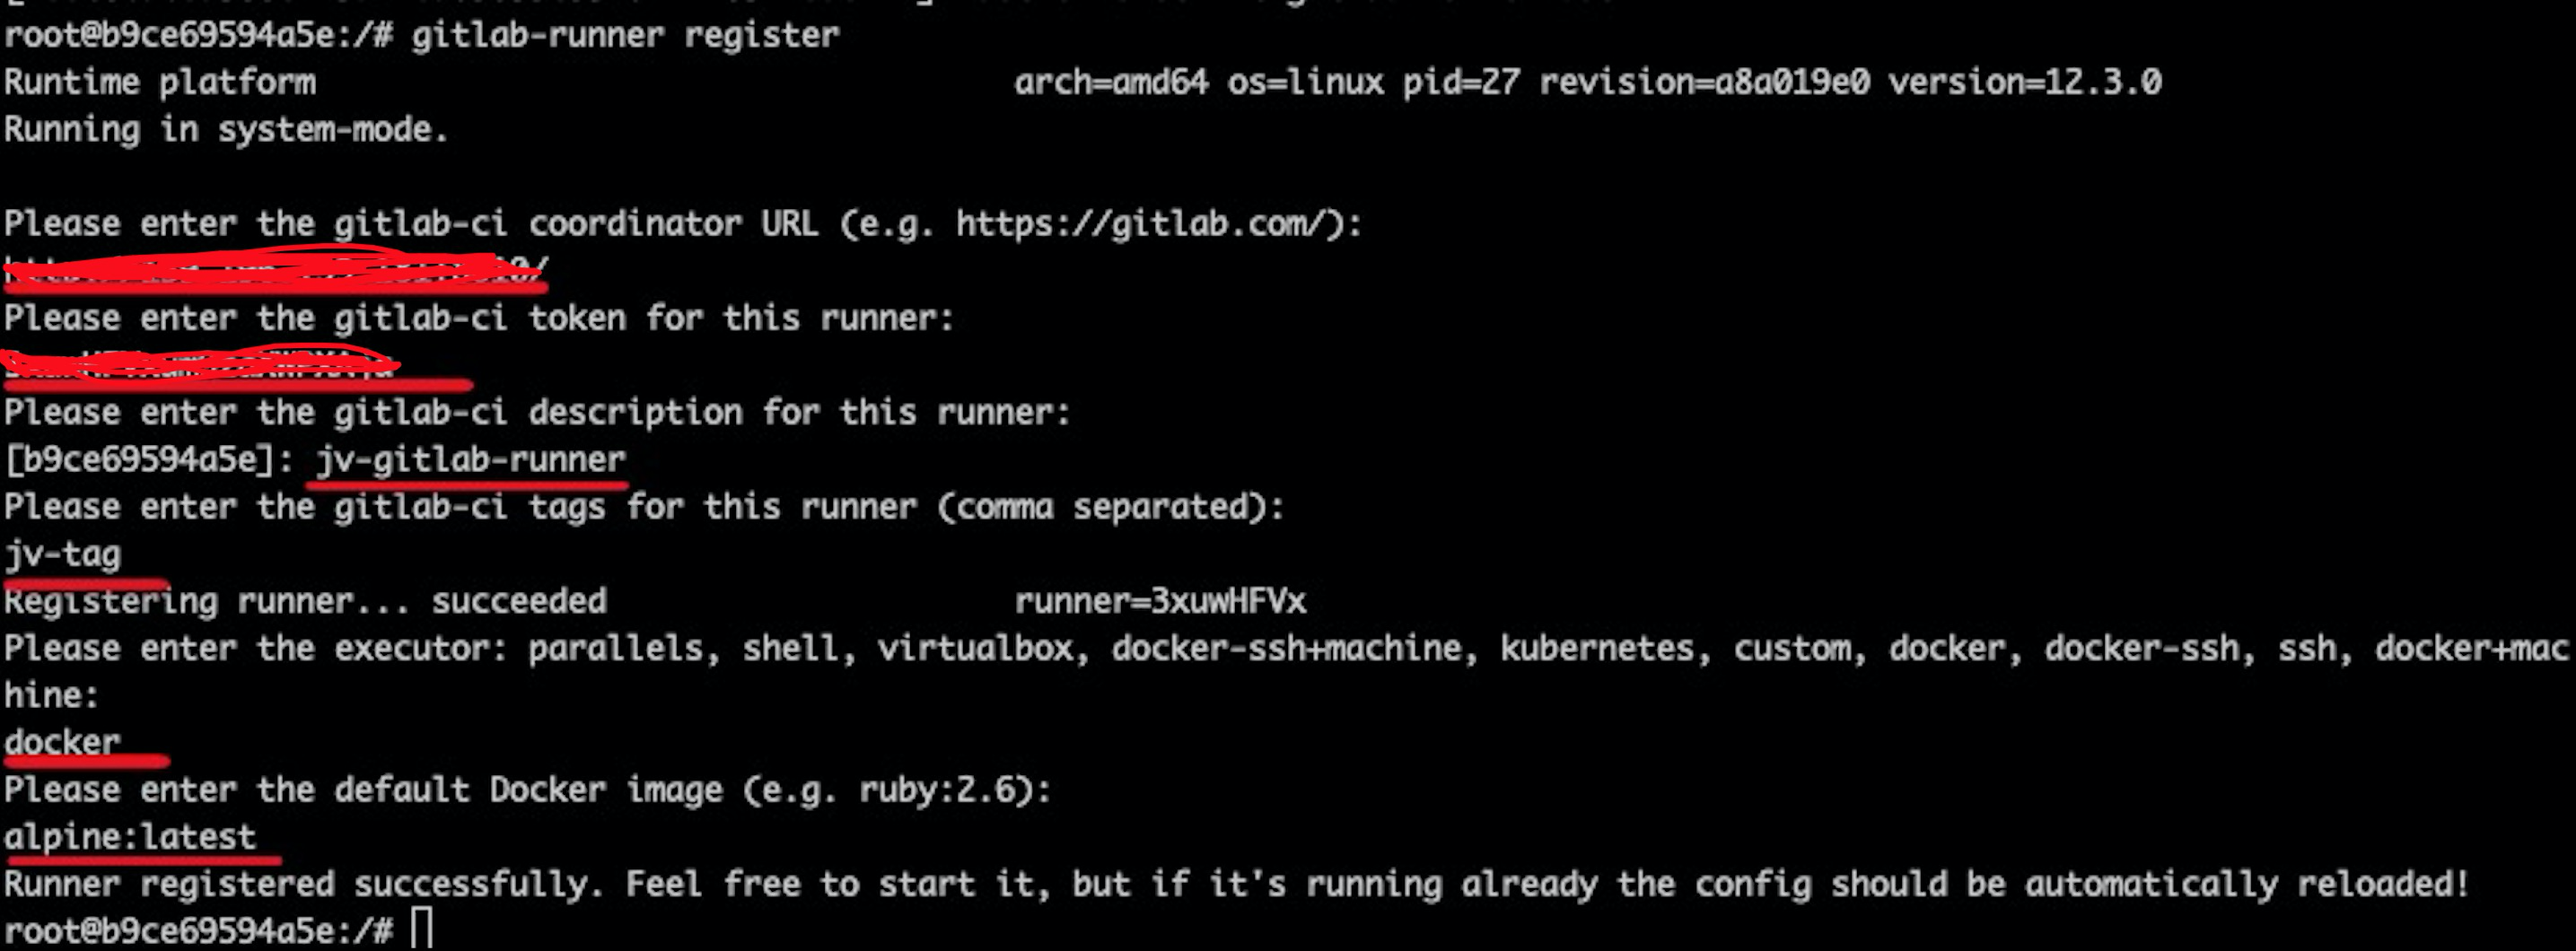 root@b9ce69594a5e:/# gitlab-runner register
Runtime platform                                    arch=amd64 os=linux pid=27 revision=a8a019e0 version=12.3.0
Running in system-mode.
Please enter the gitlab-ci coordinator URL (e.g. https://gitlab.com/):
Please enter the gitlab-ci token for this runner:
Please enter the gitlab-ci description for this runner:
[b9ce69594a5e]: jv-gitlab-runner
Please enter the gitlab-ci tags for this runner (comma separated):
jv-tag
Registering runner... succeeded                     runner=3xuwHFVx
Please enter the executor: parallels, shell, virtualbox, docker-ssh+machine, kubernetes, custom, docker, docker-ssh, ssh, docker+mac
hine:
docker
Please enter the default Docker image (e.g. ruby:2.6):
alpine:latest
Runner registered successfully. Feel free to start it, but if it's running already the config should be automatically reloaded!
root@b9ce69594a5e:/#